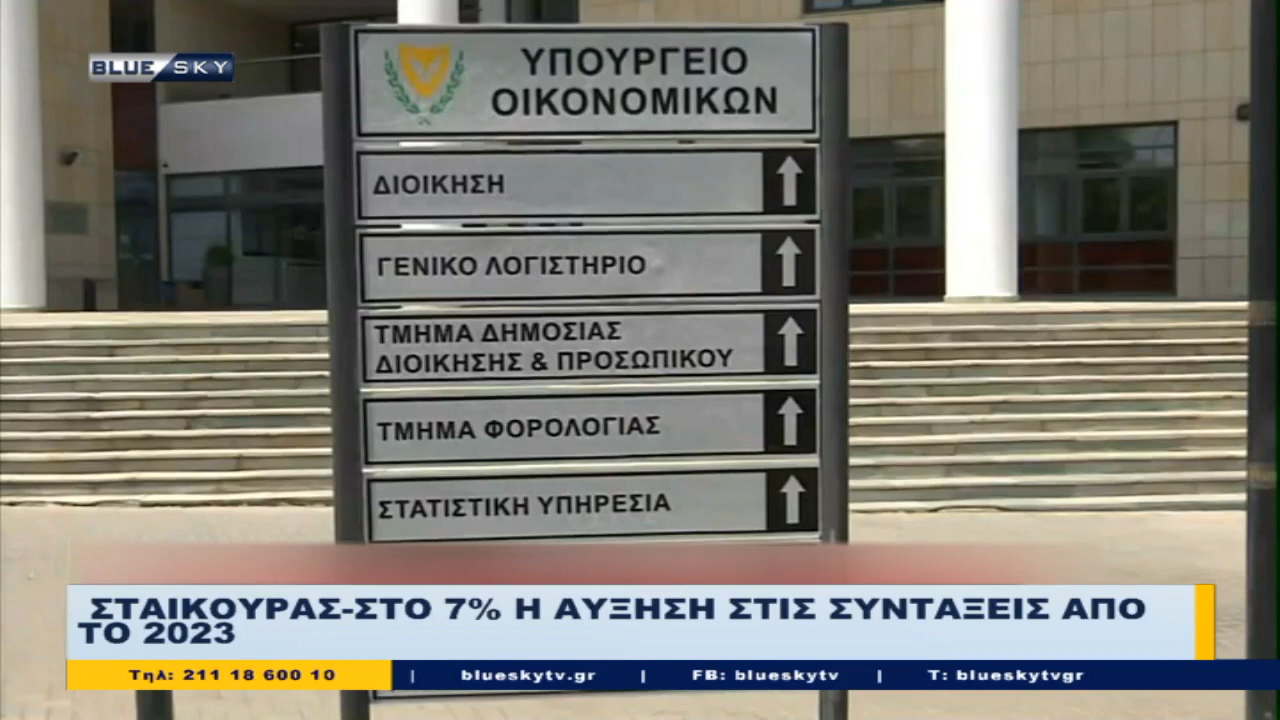 BLUE SKY
ΥΠΟΥΡΓΕΙΟ
ΟΙΚΟΝΟΜΙΚΩΝ
ΔΙΟΙΚΗΣΗ
ΓΕΝΙΚΟ ΛΟΓΙΣΤΗΡΙΟ
ΤΜΗΜΑ ΔΗΜΟΣΙΑΣ
ΔΙΟΙΚΗΣΗΣ & ΠΡΟΣΩΠΙΚΟΥ
ΤΜΗΜΑ ΦΟΡΟΛΟΓΙΑΣ
ΣΤΑΤΙΣΤΙΚΗ ΥΠΗΡΕΣΙΑ
ΣΤΑΙΚΟΥΡΑΣ-ΣΤΟ 7% Η ΑΥΞΗΣΗ ΣΤΙΣ ΣΥΝΤΑΞΕΙΣ ΑΠΟ
ΤΟ 2023
Τηλ: 211 18 600 10 | blueskytv.gr | FB: blueskytv | T: blueskytvgr